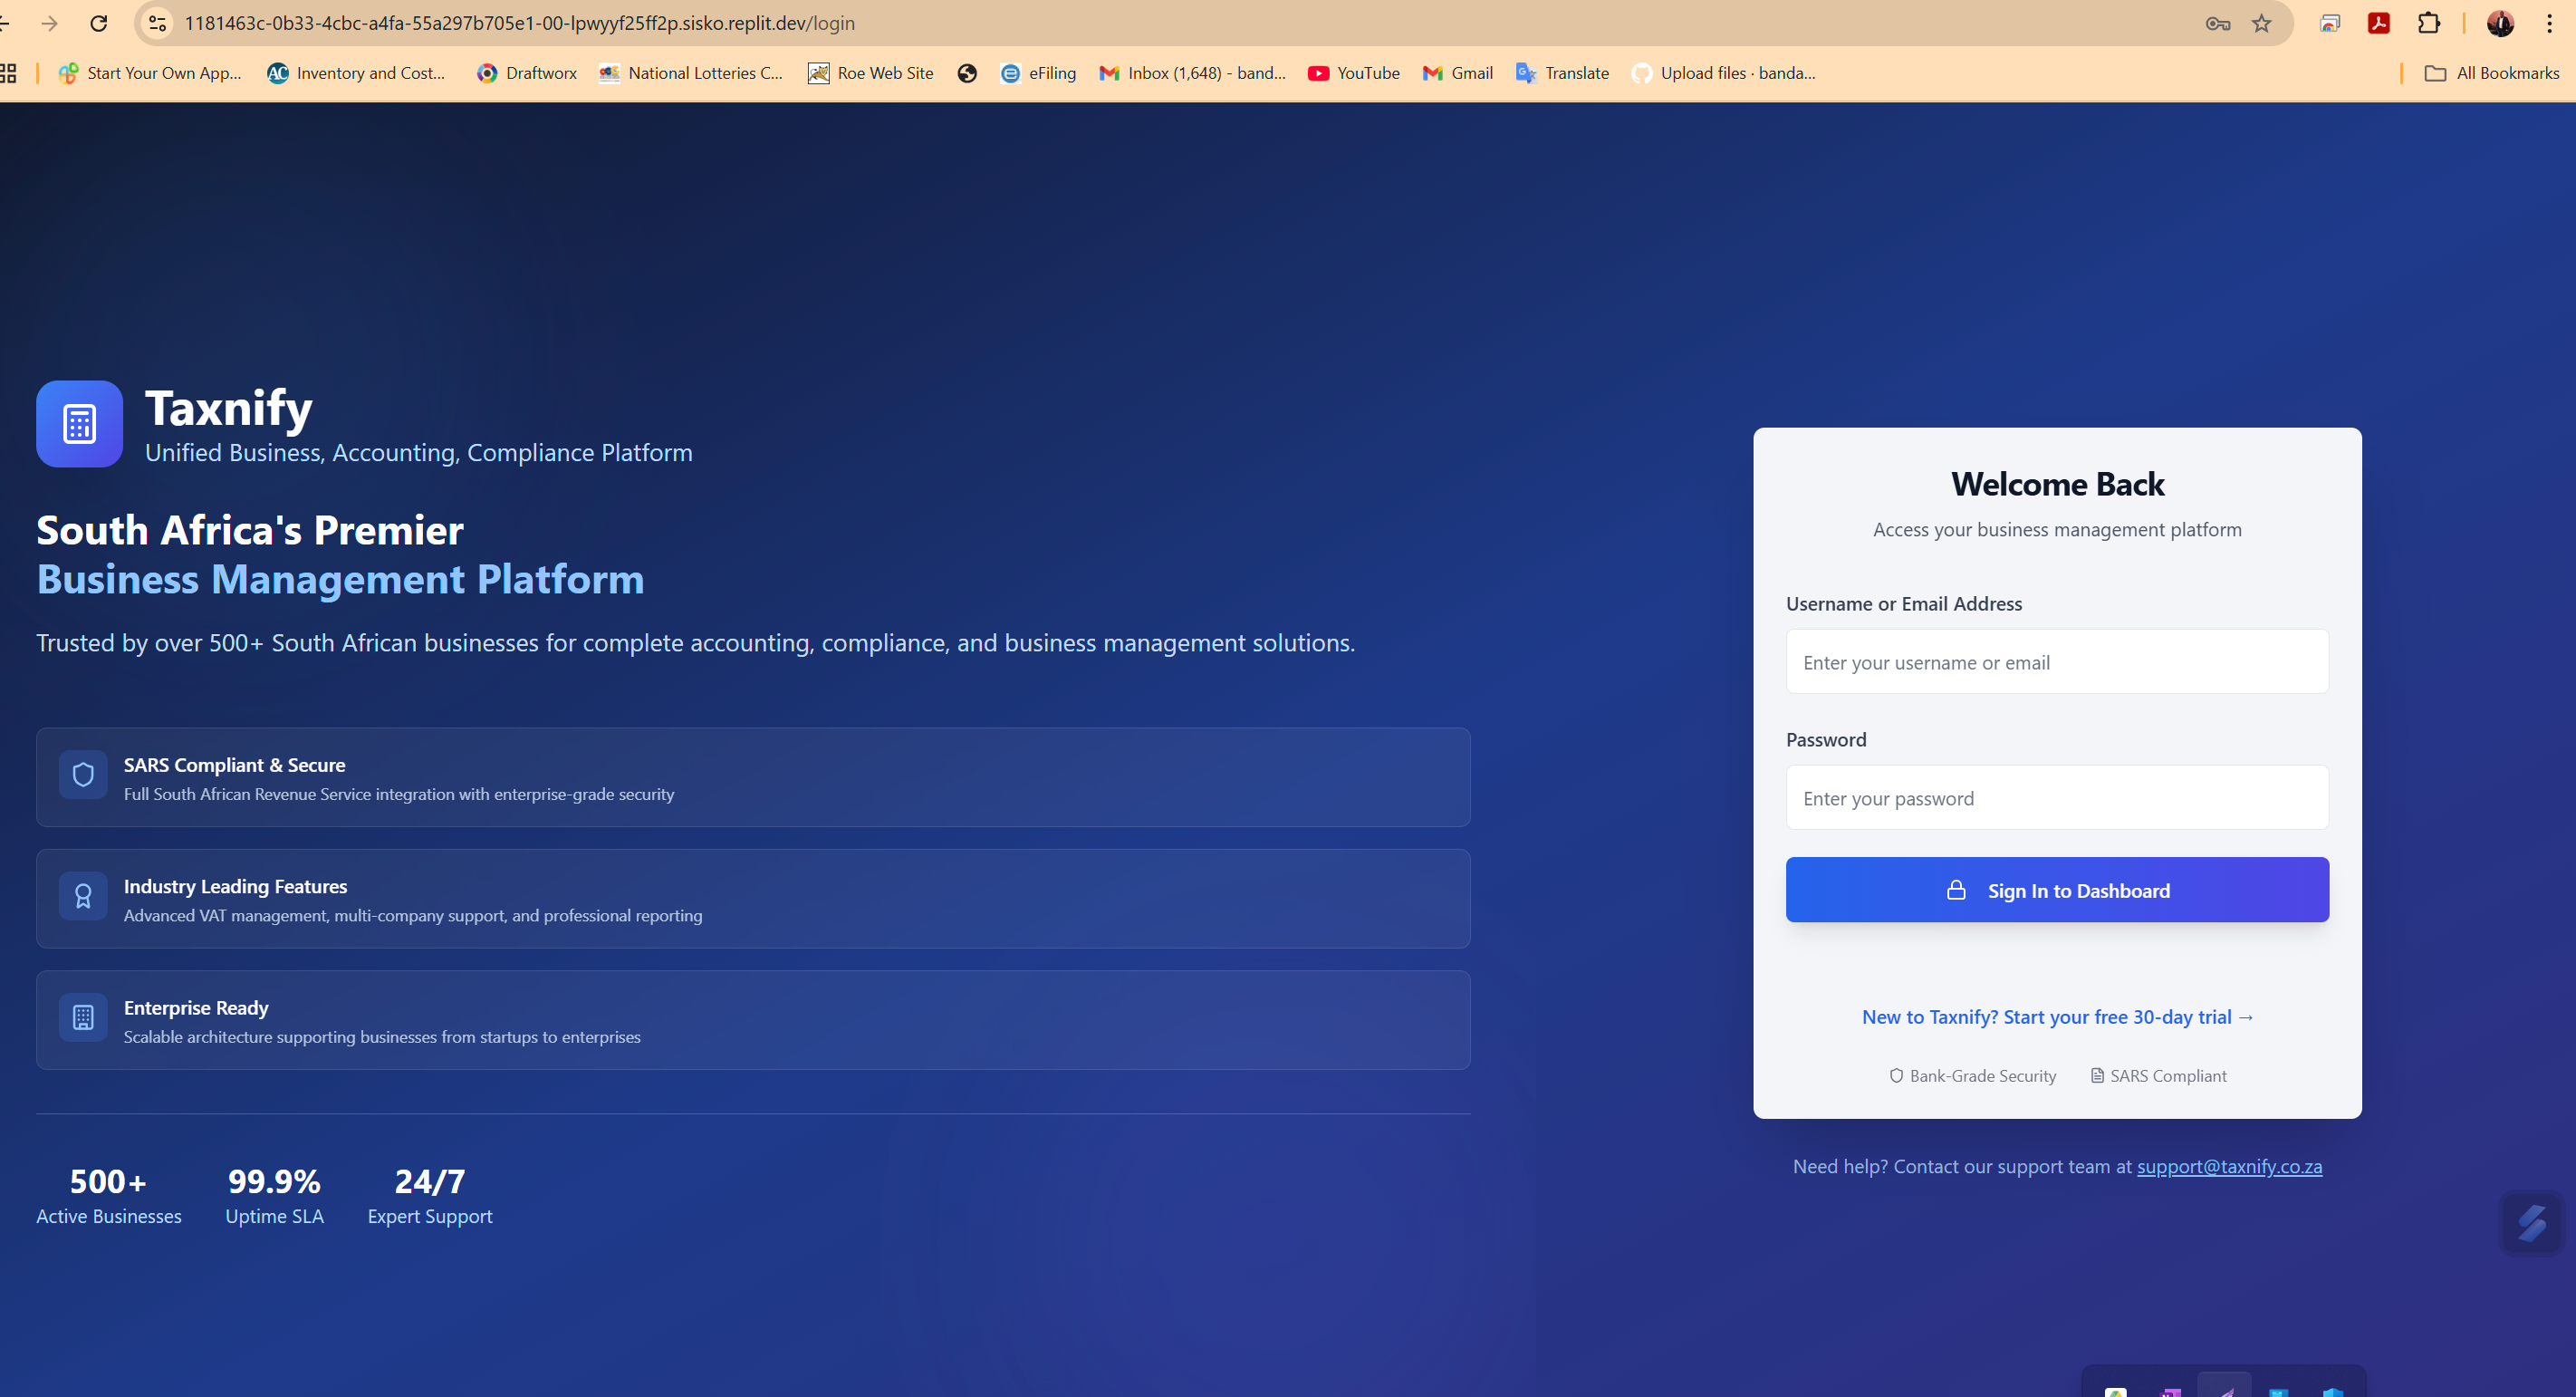 1181463c-0b33-4cbc-a4fa-55a297b705e1-00-lpwyyf25ff2p.sisko.replit.dev/login
Start Your Own App...
AC Inventory and Cost...
Draftworx
National Lotteries C...
Roe Web Site
eFiling
Inbox (1,648) - band...
YouTube
Gmail
Translate
Upload files · banda...
All Bookmarks
Taxnify
Unified Business, Accounting, Compliance Platform
South Africa's Premier
Business Management Platform
Trusted by over 500+ South African businesses for complete accounting, compliance, and business management solutions.
SARS Compliant & Secure
Full South African Revenue Service integration with enterprise-grade security
Industry Leading Features
Advanced VAT management, multi-company support, and professional reporting
Enterprise Ready
Scalable architecture supporting businesses from startups to enterprises
500+
Active Businesses
99.9%
Uptime SLA
24/7
Expert Support
Welcome Back
Access your business management platform
Username or Email Address
Enter your username or email
Password
Enter your password
Sign In to Dashboard
New to Taxnify? Start your free 30-day trial →
Bank-Grade Security
SARS Compliant
Need help? Contact our support team at support@taxnify.co.za